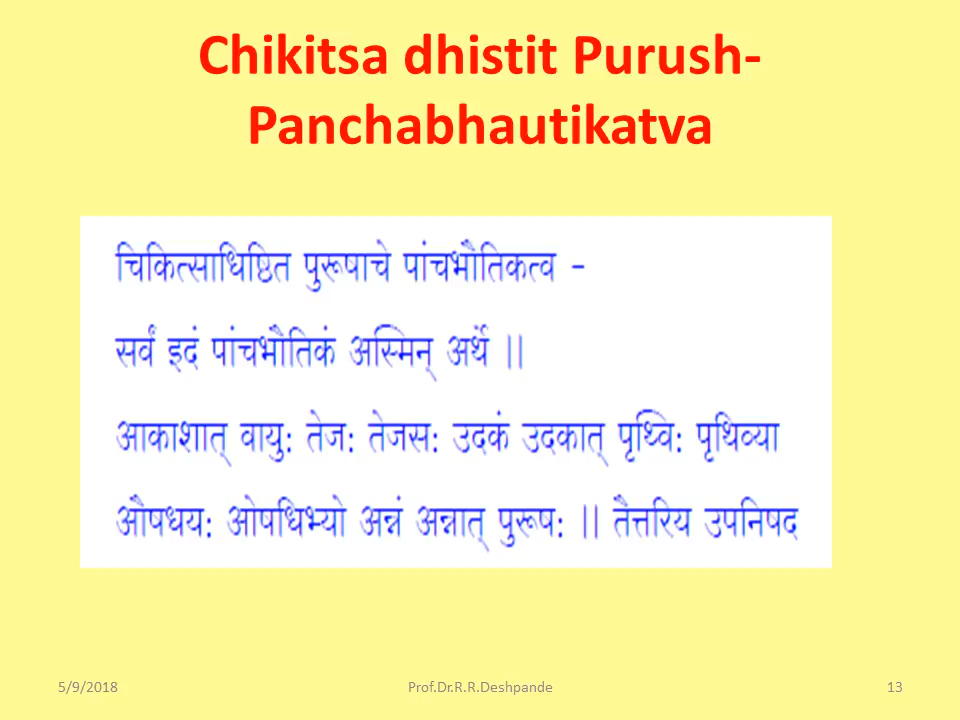 Chikitsa dhistit Purush-
Panchabhautikatva
चिकित्साधिष्ठित पुरूषाचे पांचभौतिकत्व -
सर्वं इदं पांचभौतिकं अस्मिन् अर्थे ||
आकाशात् वायुः तेजः तेजसः उदकं उदकात् पृथ्विः पृथिव्या
औषधयः ओषधिभ्यो अन्नं अन्नात् पुरूषः || तैत्तरिय उपनिषद
5/9/2018
Prof.Dr.R.R.Deshpande
13